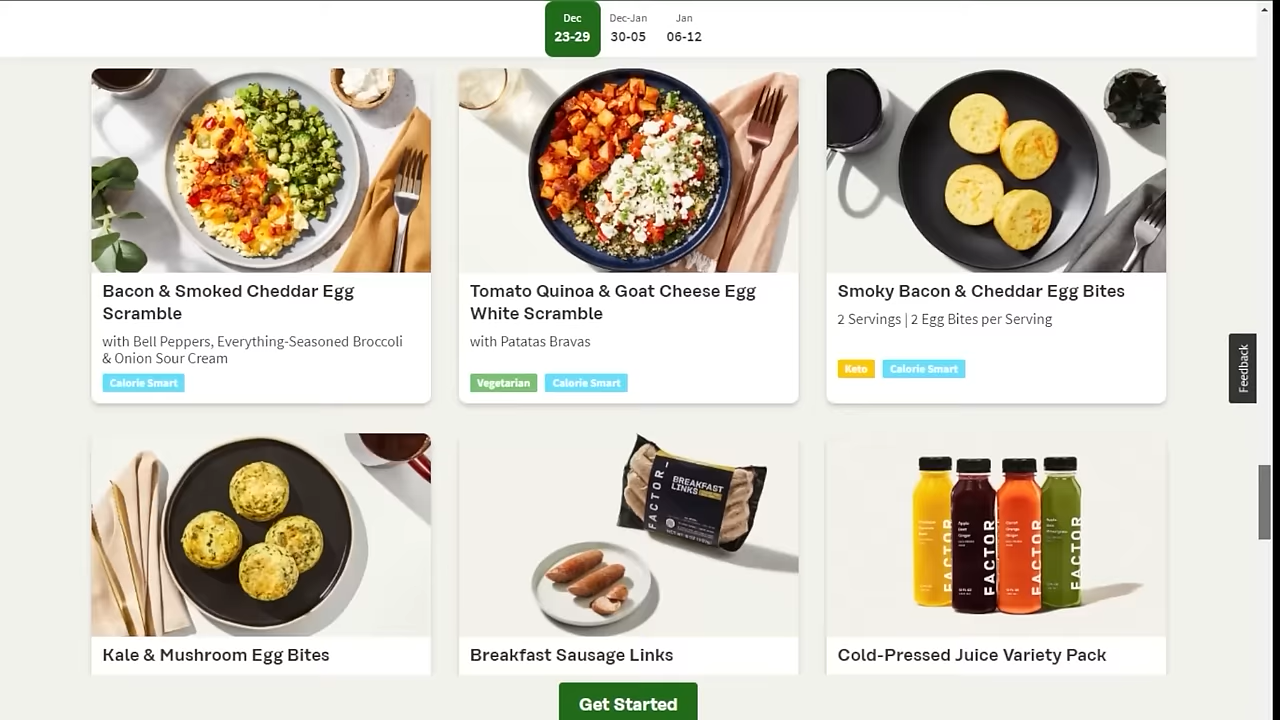 Dec
23-29
Dec-Jan
30-05
Jan
06-12
Bacon & Smoked Cheddar Egg
Scramble
with Bell Peppers, Everything-Seasoned Broccoli
& Onion Sour Cream
Calorie Smart
Tomato Quinoa & Goat Cheese Egg
White Scramble
with Patatas Bravas
Vegetarian
Calorie Smart
Smoky Bacon & Cheddar Egg Bites
2 Servings | 2 Egg Bites per Serving
Keto
Calorie Smart
Feedback
FACTOR_
BREAKFAST
LINKS
FACTOR
Apple
Ginger
FACTOR
FACTOR
FACTOR
Kale & Mushroom Egg Bites
Breakfast Sausage Links
Cold-Pressed Juice Variety Pack
Get Started